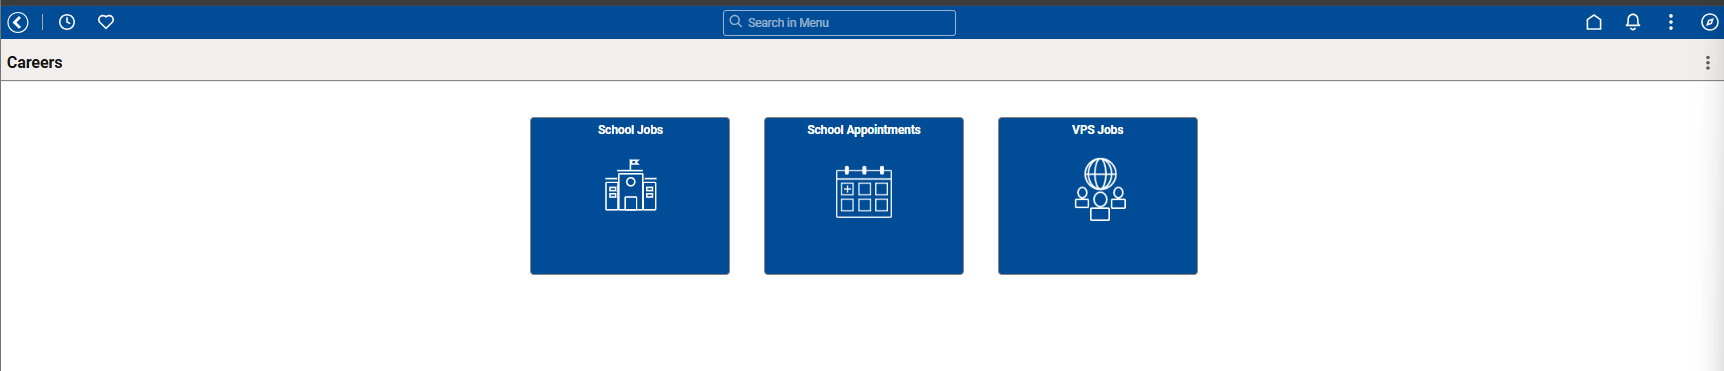 Search in Menu
Careers
School Jobs
School Appointments
VPS Jobs